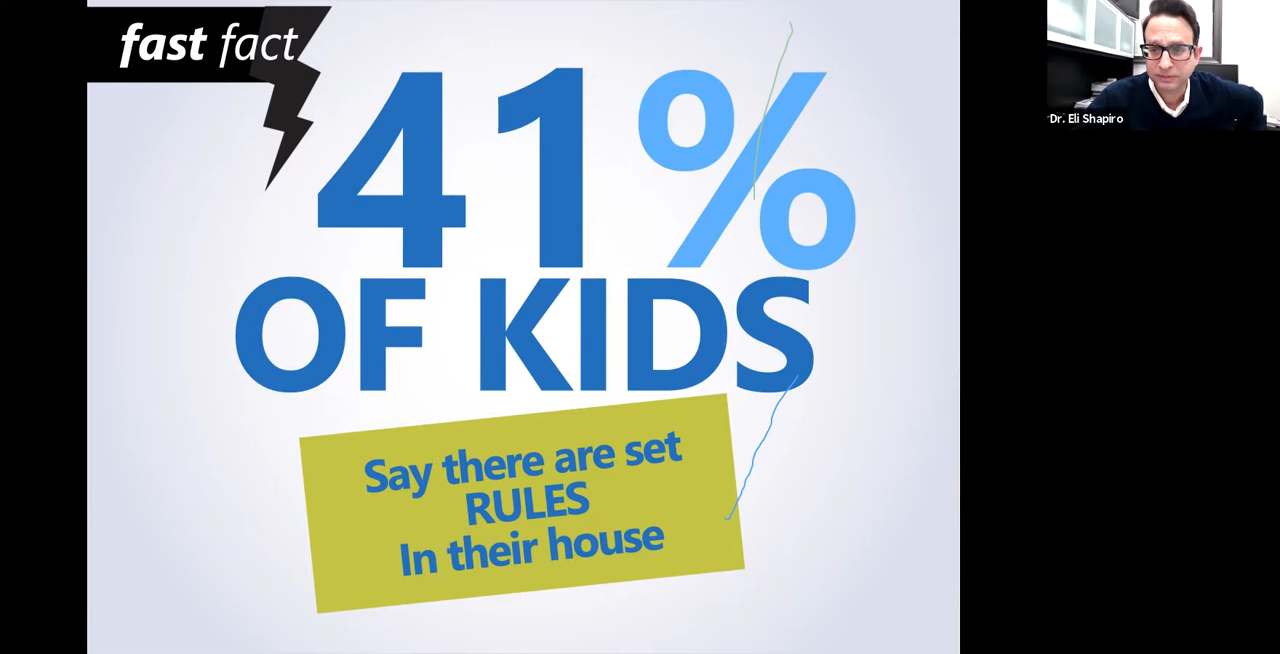 fast fact
41%
OF KIDS
Say there are set
RULES
In their house
Dr. Eli Shapiro